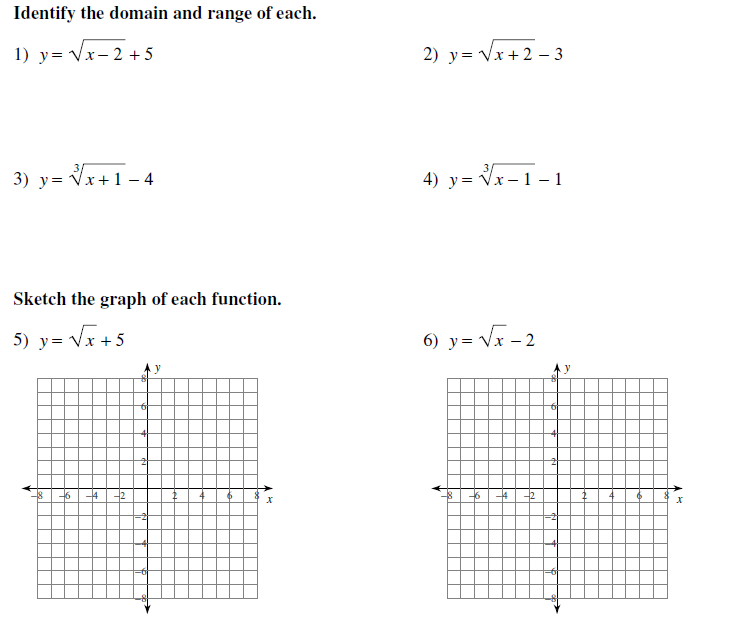 Identify the domain and range of each.
1) y = √x − 2 + 5
2) y = √x + 2 − 3
3) y = ∛x + 1 − 4
4) y = ∛x − 1 − 1
Sketch the graph of each function.
5) y = √x + 5
6) y = √x − 2
y
8
6
4
2
−8 −6 −4 −2 2 4 6 8 x
−2
−4
−6
−8
y
8
6
4
2
−8 −6 −4 −2 2 4 6 8 x
−2
−4
−6
−8